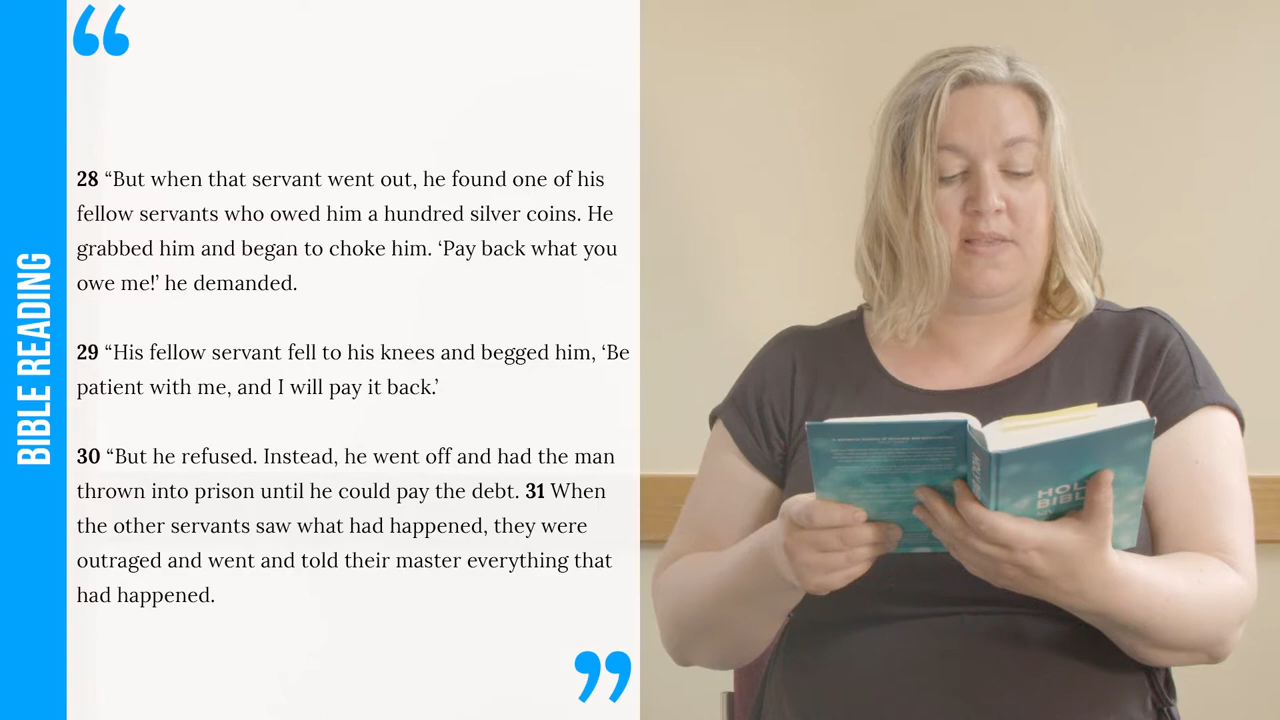 BIBLE READING
“
28 “But when that servant went out, he found one of his
fellow servants who owed him a hundred silver coins. He
grabbed him and began to choke him. ‘Pay back what you
owe me!’ he demanded.
29 “His fellow servant fell to his knees and begged him, ‘Be
patient with me, and I will pay it back.’
30 “But he refused. Instead, he went off and had the man
thrown into prison until he could pay the debt. 31 When
the other servants saw what had happened, they were
outraged and went and told their master everything that
had happened.
”
HOLY
BIBLE